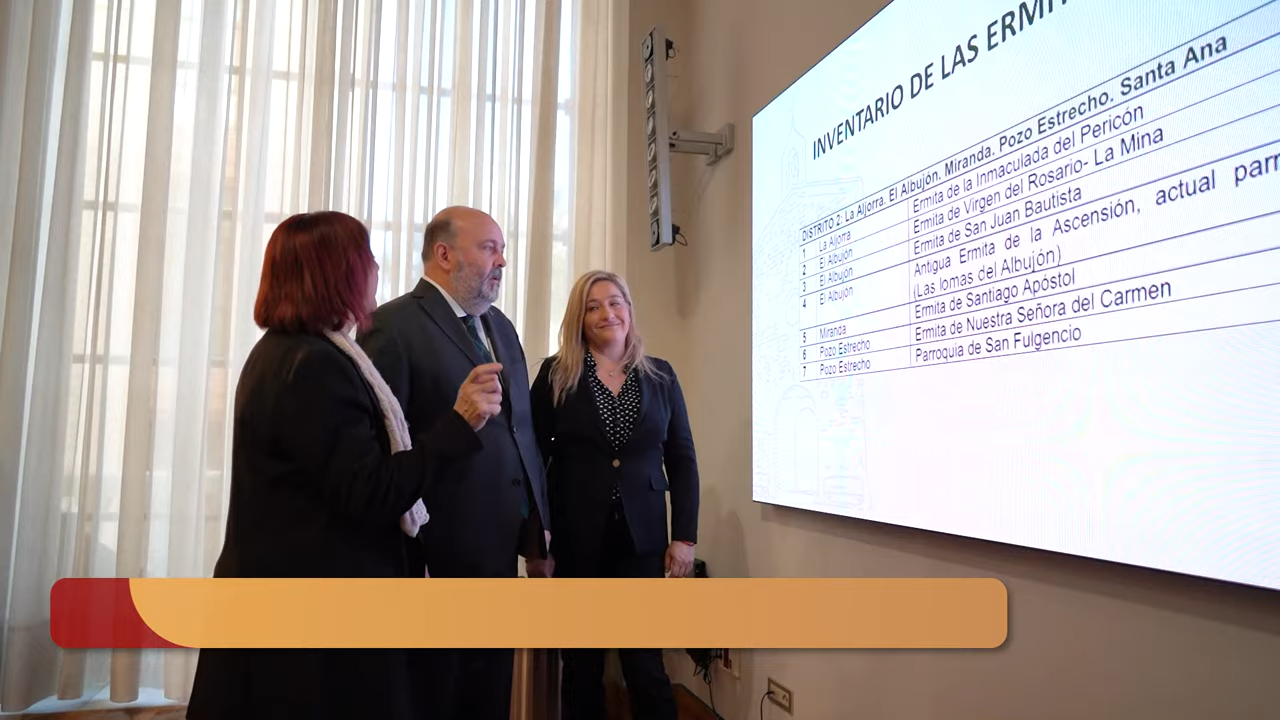 INVENTARIO DE LAS
DISTRITO 2: La Aljorra. El Albujón. Miranda. Pozo Estrecho. Santa Ana
1 La Aljorra Ermita de la Inmaculada del Pericón
2 El Albujón Ermita de Virgen del Rosario- La Mina
3 El Albujón Ermita de San Juan Bautista
4 El Albujón Antigua Ermita de la Ascensión, actual
(Las lomas del Albujón)
5 Miranda Ermita de Santiago Apóstol
6 Pozo Estrecho Ermita de Nuestra Señora del Carmen
7 Pozo Estrecho Parroquia de San Fulgencio